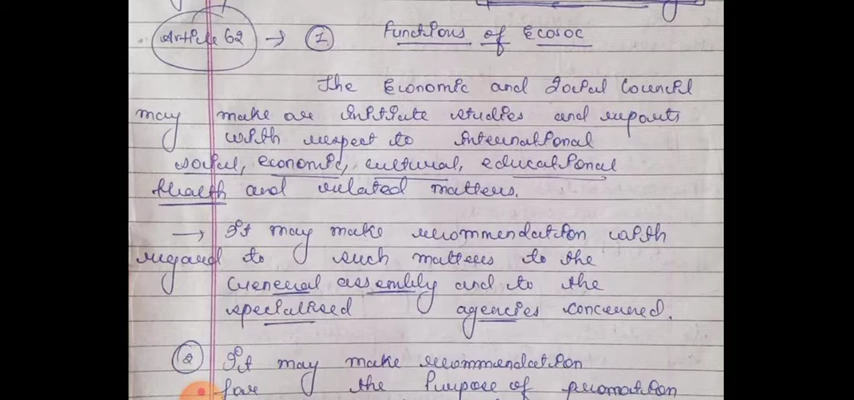 Article 62 → 1 Functions of Ecosoc
The Economic and Social Council
may make or initiate studies and reports
with respect to international
social, economic, cultural, educational
Health and related matters.
→ It may make recommendation with
regard to such matters to the
General assembly and to the
specialised agencies concerned.
2 It may make recommendation
for the Purpose of promotion